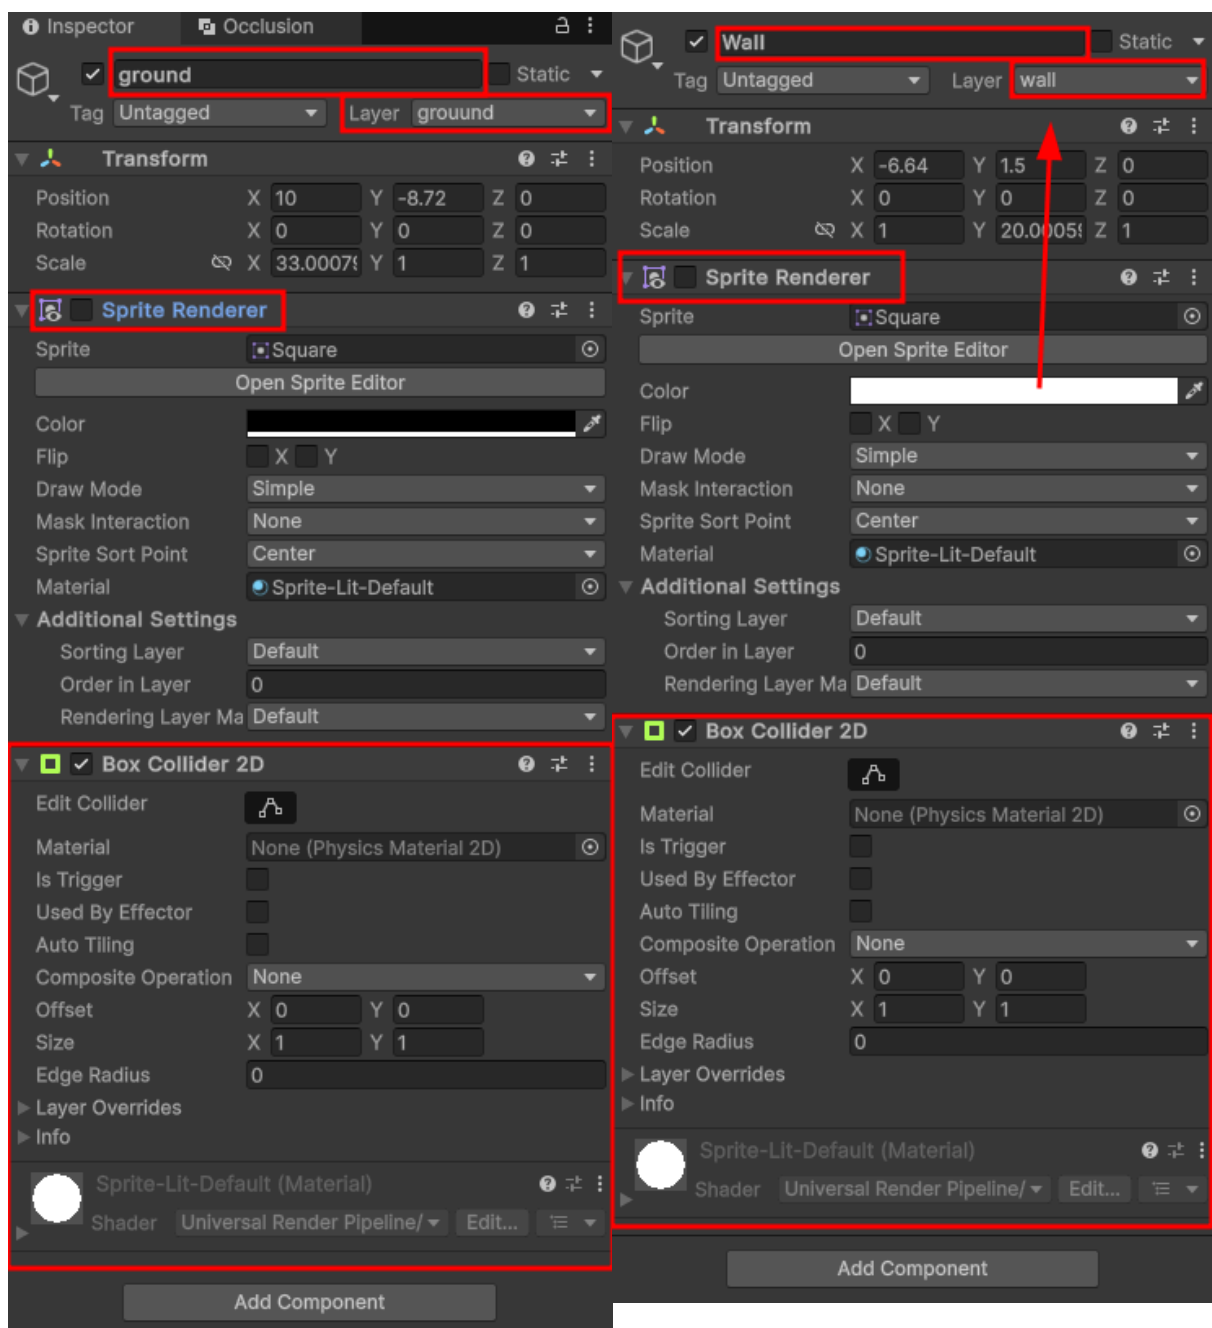 Inspector Occlusion
ground Static
Tag Untagged Layer grouund
Transform
Position X 10 Y -8.72 Z 0
Rotation X 0 Y 0 Z 0
Scale X 33.00079 Y 1 Z 1
Sprite Renderer
Sprite Square
Open Sprite Editor
Color
Flip X Y
Draw Mode Simple
Mask Interaction None
Sprite Sort Point Center
Material Sprite-Lit-Default
Additional Settings
Sorting Layer Default
Order in Layer 0
Rendering Layer Ma Default
Box Collider 2D
Edit Collider
Material None (Physics Material 2D)
Is Trigger
Used By Effector
Auto Tiling
Composite Operation None
Offset X 0 Y 0
Size X 1 Y 1
Edge Radius 0
Layer Overrides
Info
Sprite-Lit-Default (Material)
Shader Universal Render Pipeline/ Edit...
Add Component
Wall Static
Tag Untagged Layer wall
Transform
Position X -6.64 Y 1.5 Z 0
Rotation X 0 Y 0 Z 0
Scale X 1 Y 20.00059 Z 1
Sprite Renderer
Sprite Square
Open Sprite Editor
Color
Flip X Y
Draw Mode Simple
Mask Interaction None
Sprite Sort Point Center
Material Sprite-Lit-Default
Additional Settings
Sorting Layer Default
Order in Layer 0
Rendering Layer Ma Default
Box Collider 2D
Edit Collider
Material None (Physics Material 2D)
Is Trigger
Used By Effector
Auto Tiling
Composite Operation None
Offset X 0 Y 0
Size X 1 Y 1
Edge Radius 0
Layer Overrides
Info
Sprite-Lit-Default (Material)
Shader Universal Render Pipeline/ Edit...
Add Component